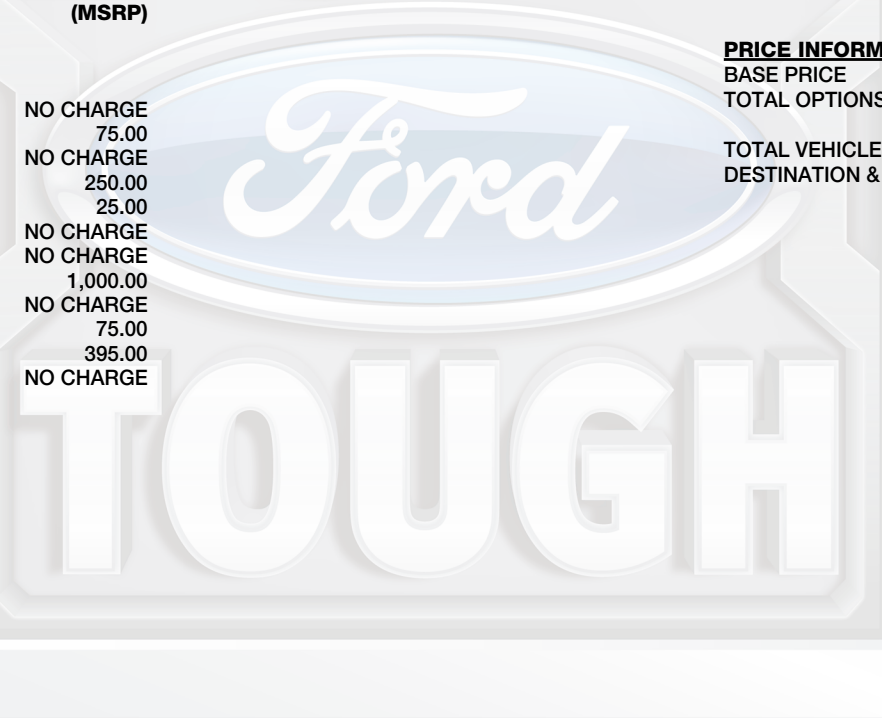 (MSRP)
NO CHARGE
75.00
NO CHARGE
250.00
25.00
NO CHARGE
NO CHARGE
1,000.00
NO CHARGE
75.00
395.00
NO CHARGE
PRICE INFORM
BASE PRICE
TOTAL OPTIONS
TOTAL VEHICLE
DESTINATION &
Ford
TOUGH